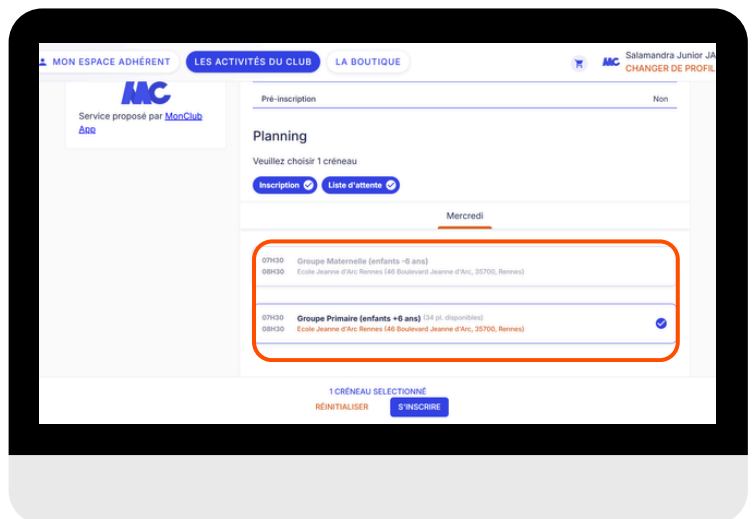 MON ESPACE ADHÉRENT
LES ACTIVITÉS DU CLUB
LA BOUTIQUE
MC
Salamandra Junior JA
CHANGER DE PROFIL
MC
Service proposé par MonClub
App
Pré-inscription Non
Planning
Veuillez choisir 1 créneau
Inscription
Liste d'attente
Mercredi
07H30 Groupe Maternelle (enfants -6 ans)
08H30 Ecole Jeanne d'Arc Rennes (46 Boulevard Jeanne d'Arc, 35700, Rennes)
07H30 Groupe Primaire (enfants +6 ans) (34 pl. disponibles)
08H30 Ecole Jeanne d'Arc Rennes (46 Boulevard Jeanne d'Arc, 35700, Rennes)
1 CRÉNEAU SELECTIONNÉ
RÉINITIALISER
S'INSCRIRE